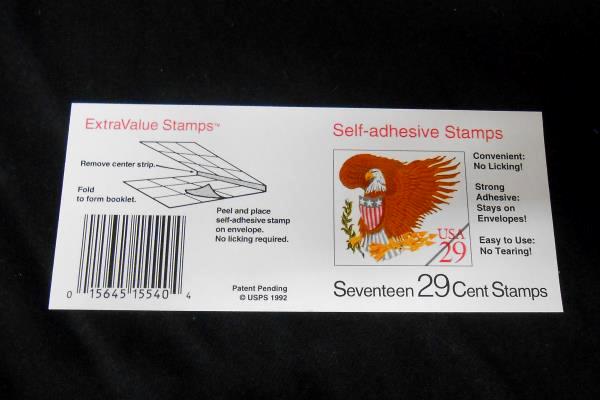 ExtraValue Stamps™
Remove center strip.
Fold
to form booklet.
Peel and place
self-adhesive stamp
on envelope.
No licking required.
0 15645 15540 4
Patent Pending
© USPS 1992
Self-adhesive Stamps
USA
29
Convenient:
No Licking!
Strong
Adhesive:
Stays on
Envelopes!
Easy to Use:
No Tearing!
Seventeen 29 Cent Stamps